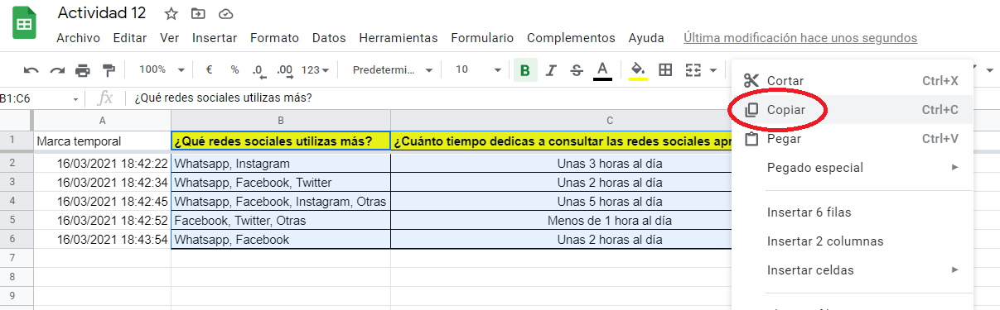 Actividad 12
Archivo Editar Ver Insertar Formato Datos Herramientas Formulario Complementos Ayuda Última modificación hace unos segundos
100% € % .0 .00 123 Predetermi... 10 B I S A
B1:C6 fx ¿Qué redes sociales utilizas más?
A B C
1 Marca temporal ¿Qué redes sociales utilizas más? ¿Cuánto tiempo dedicas a consultar las redes sociales apr
2 16/03/2021 18:42:22 Whatsapp, Instagram Unas 3 horas al día
3 16/03/2021 18:42:34 Whatsapp, Facebook, Twitter Unas 2 horas al día
4 16/03/2021 18:42:45 Whatsapp, Facebook, Instagram, Otras Unas 5 horas al día
5 16/03/2021 18:42:52 Facebook, Twitter, Otras Menos de 1 hora al día
6 16/03/2021 18:43:54 Whatsapp, Facebook Unas 2 horas al día
7
8
9
Cortar Ctrl+X
Copiar Ctrl+C
Pegar Ctrl+V
Pegado especial
Insertar 6 filas
Insertar 2 columnas
Insertar celdas